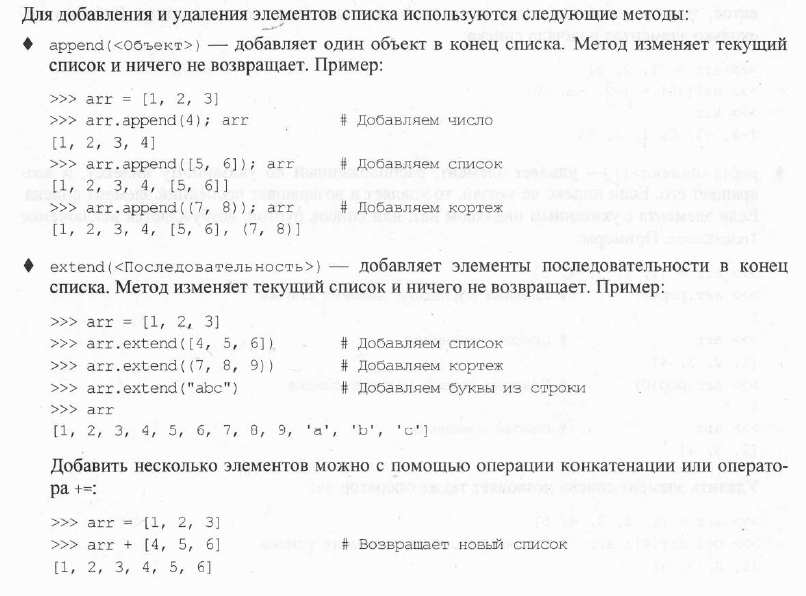 Для добавления и удаления элементов списка используются следующие методы:
♦ append(<Объект>) — добавляет один объект в конец списка. Метод изменяет текущий
список и ничего не возвращает. Пример:
>>> arr = [1, 2, 3]
>>> arr.append(4); arr # Добавляем число
[1, 2, 3, 4]
>>> arr.append([5, 6]); arr # Добавляем список
[1, 2, 3, 4, [5, 6]]
>>> arr.append((7, 8)); arr # Добавляем кортеж
[1, 2, 3, 4, [5, 6], (7, 8)]
♦ extend(<Последовательность>) — добавляет элементы последовательности в конец
списка. Метод изменяет текущий список и ничего не возвращает. Пример:
>>> arr = [1, 2, 3]
>>> arr.extend([4, 5, 6]) # Добавляем список
>>> arr.extend((7, 8, 9)) # Добавляем кортеж
>>> arr.extend("abc") # Добавляем буквы из строки
>>> arr
[1, 2, 3, 4, 5, 6, 7, 8, 9, 'a', 'b', 'c']
Добавить несколько элементов можно с помощью операции конкатенации или операто-
ра +=:
>>> arr = [1, 2, 3]
>>> arr + [4, 5, 6] # Возвращает новый список
[1, 2, 3, 4, 5, 6]